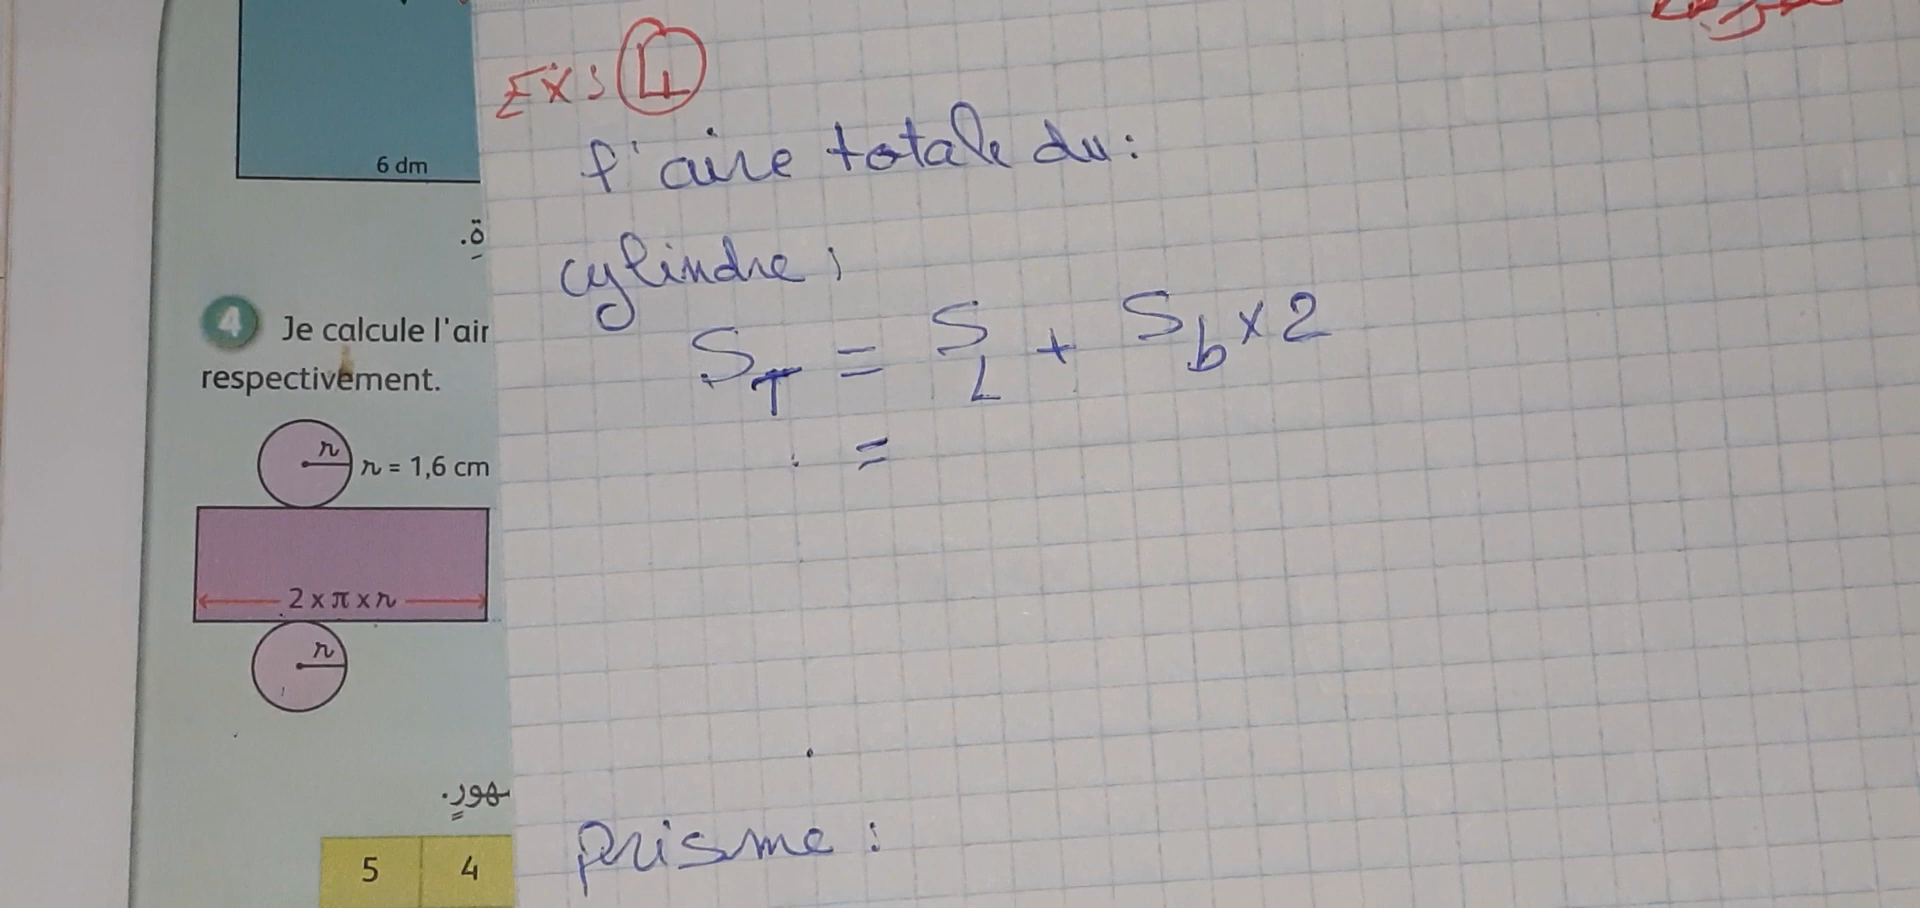 6 dm
ة.
4 Je calcule l'air
respectivement.
r
r = 1,6 cm
2 x π x r
r
هور.
5 4
Ex: 4
l'aire totale du:
cylindre:
S_T = S_L + S_b x 2
=
prisme: